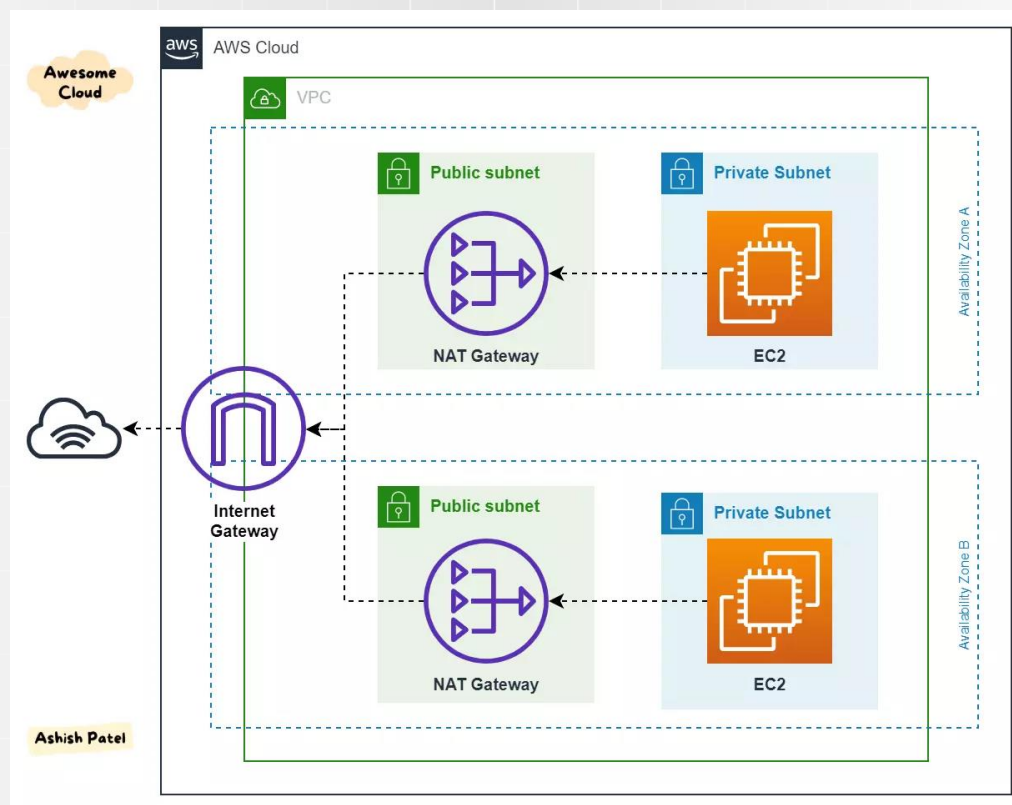 aws
AWS Cloud
Awesome
Cloud
VPC
Public subnet
Private Subnet
NAT Gateway
EC2
Availability Zone A
Internet
Gateway
Public subnet
Private Subnet
NAT Gateway
EC2
Availability Zone B
Ashish Patel